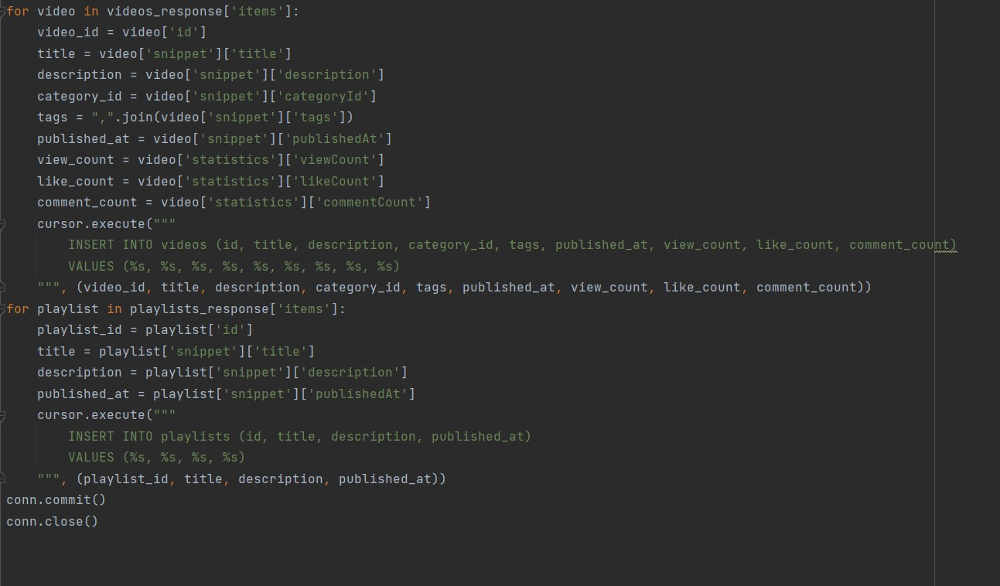 for video in videos_response['items']:
    video_id = video['id']
    title = video['snippet']['title']
    description = video['snippet']['description']
    category_id = video['snippet']['categoryId']
    tags = ",".join(video['snippet']['tags'])
    published_at = video['snippet']['publishedAt']
    view_count = video['statistics']['viewCount']
    like_count = video['statistics']['likeCount']
    comment_count = video['statistics']['commentCount']
    cursor.execute("""
        INSERT INTO videos (id, title, description, category_id, tags, published_at, view_count, like_count, comment_count)
        VALUES (%s, %s, %s, %s, %s, %s, %s, %s, %s)
    """, (video_id, title, description, category_id, tags, published_at, view_count, like_count, comment_count))
for playlist in playlists_response['items']:
    playlist_id = playlist['id']
    title = playlist['snippet']['title']
    description = playlist['snippet']['description']
    published_at = playlist['snippet']['publishedAt']
    cursor.execute("""
        INSERT INTO playlists (id, title, description, published_at)
        VALUES (%s, %s, %s, %s)
    """, (playlist_id, title, description, published_at))
conn.commit()
conn.close()